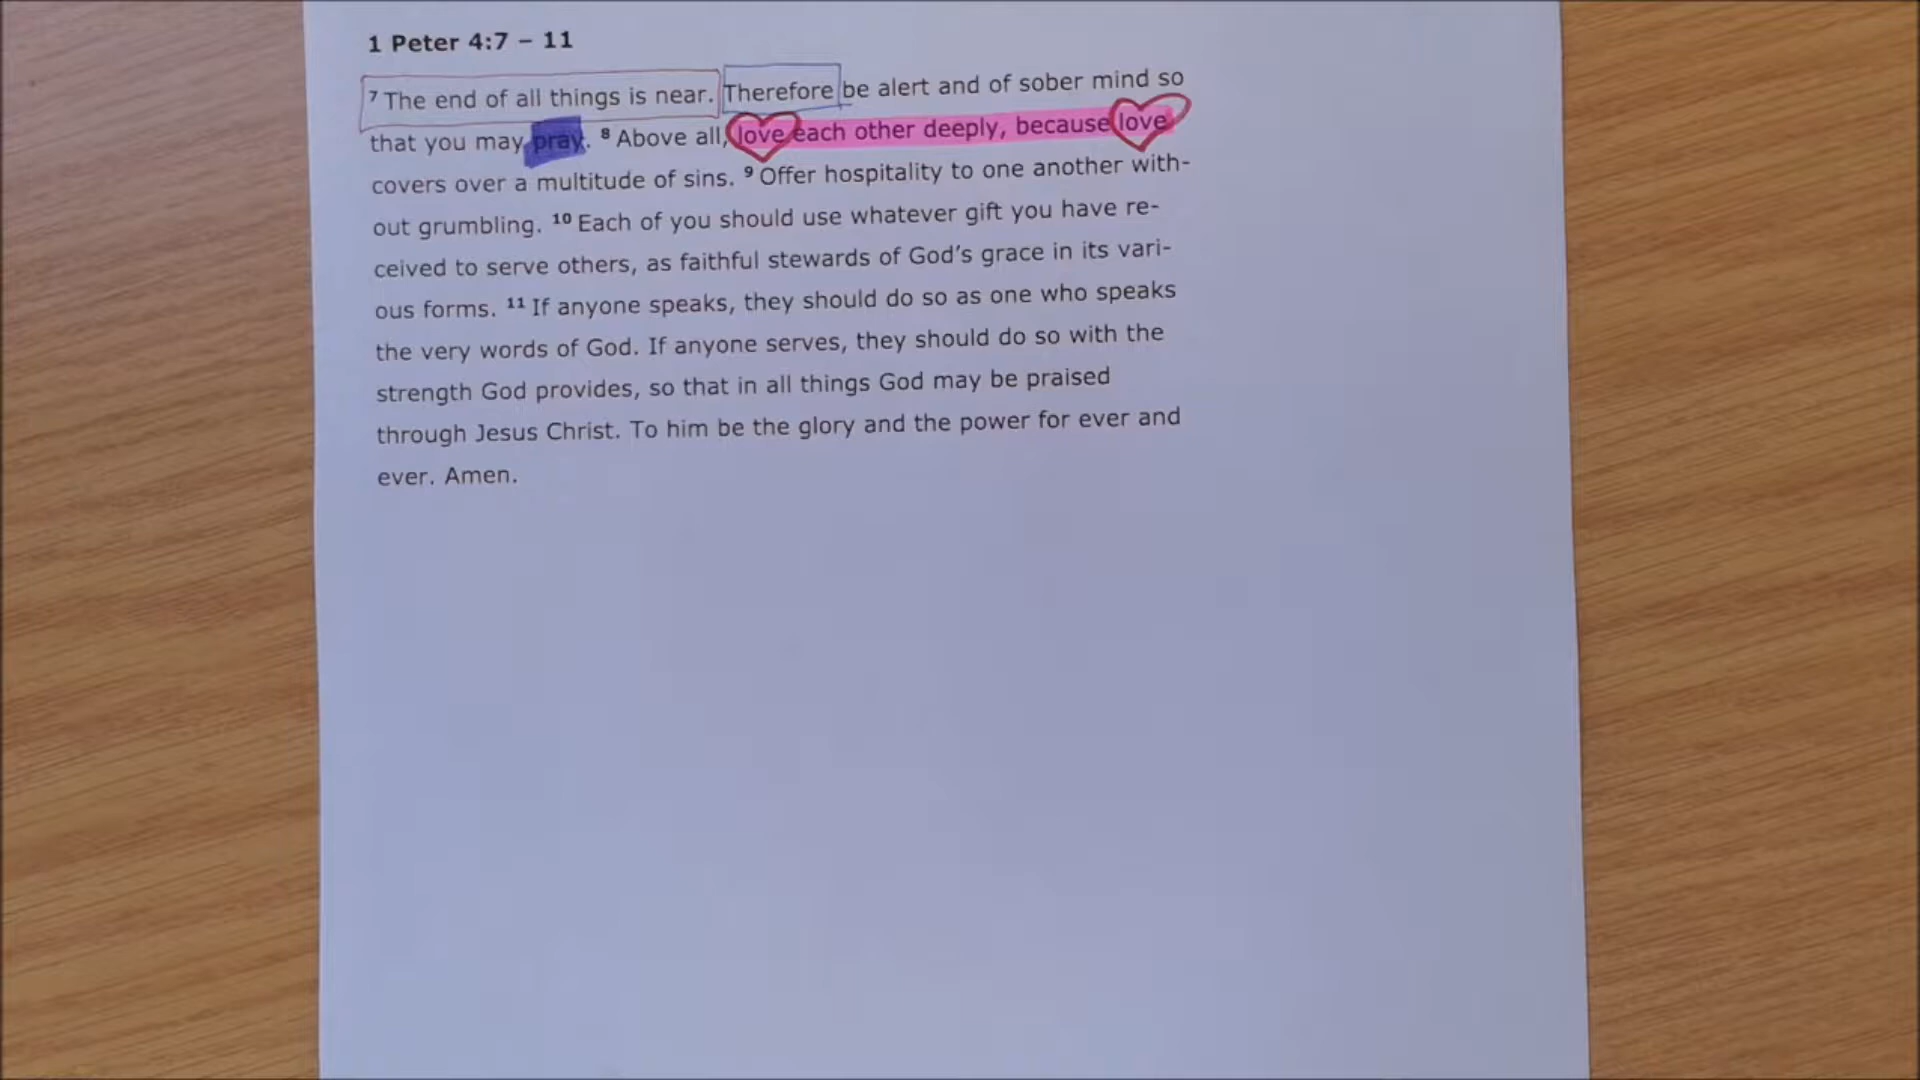 1 Peter 4:7 – 11
⁷ The end of all things is near. Therefore be alert and of sober mind so
that you may pray. ⁸ Above all, love each other deeply, because love
covers over a multitude of sins. ⁹ Offer hospitality to one another with-
out grumbling. ¹⁰ Each of you should use whatever gift you have re-
ceived to serve others, as faithful stewards of God’s grace in its vari-
ous forms. ¹¹ If anyone speaks, they should do so as one who speaks
the very words of God. If anyone serves, they should do so with the
strength God provides, so that in all things God may be praised
through Jesus Christ. To him be the glory and the power for ever and
ever. Amen.